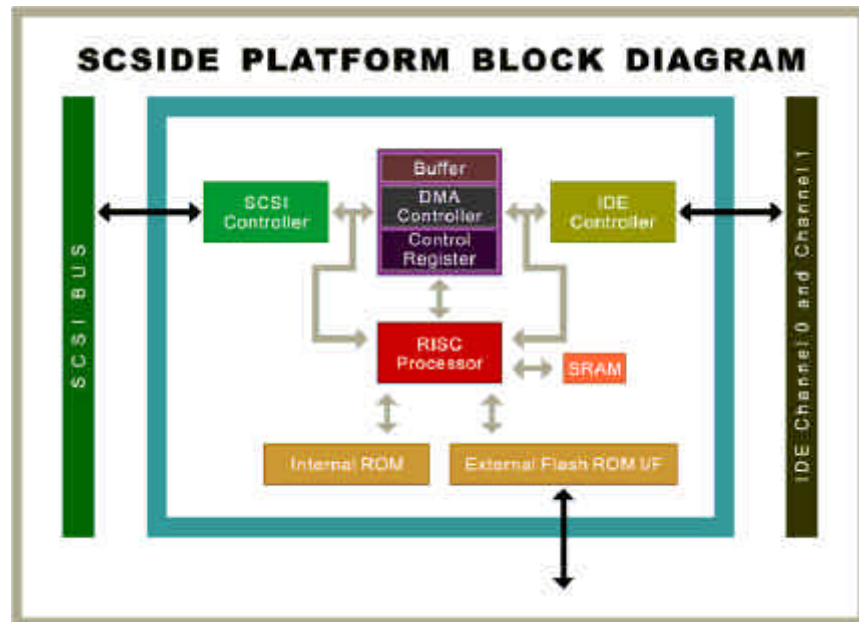 SCSIDE PLATFORM BLOCK DIAGRAM
SCSI BUS
SCSI
Controller
Buffer
DMA
Controller
Control
Register
IDE
Controller
IDE Channel 0 and Channel 1
RISC
Processor
SRAM
Internal ROM
External Flash ROM I/F